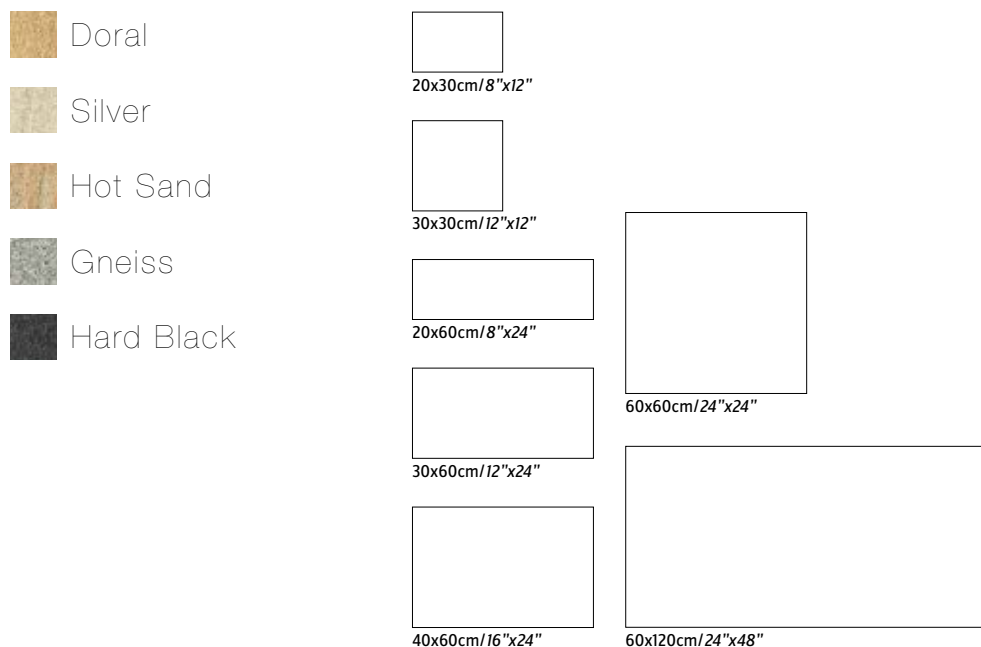 Doral
Silver
Hot Sand
Gneiss
Hard Black
20x30cm/8"x12"
30x30cm/12"x12"
20x60cm/8"x24"
30x60cm/12"x24"
40x60cm/16"x24"
60x60cm/24"x24"
60x120cm/24"x48"